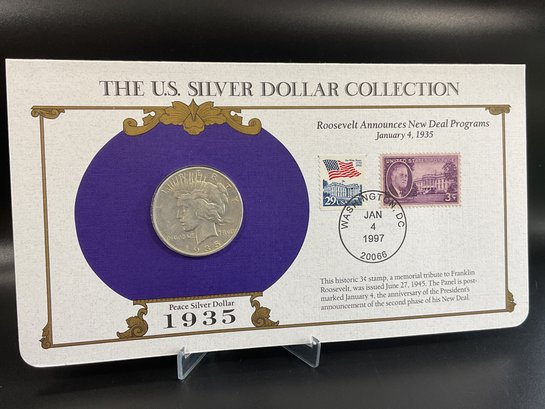 THE U.S. SILVER DOLLAR COLLECTION
Roosevelt Announces New Deal Programs
January 4, 1935
29 USA
UNITED STATES POSTAGE
3¢
WASHINGTON, DC
JAN
4
1997
20066
LIBERTY
TRVST
1935
Peace Silver Dollar
1935
This historic 3¢ stamp, a memorial tribute to Franklin
Roosevelt, was issued June 27, 1945. The Panel is post-
marked January 4, the anniversary of the President's
announcement of the second phase of his New Deal.